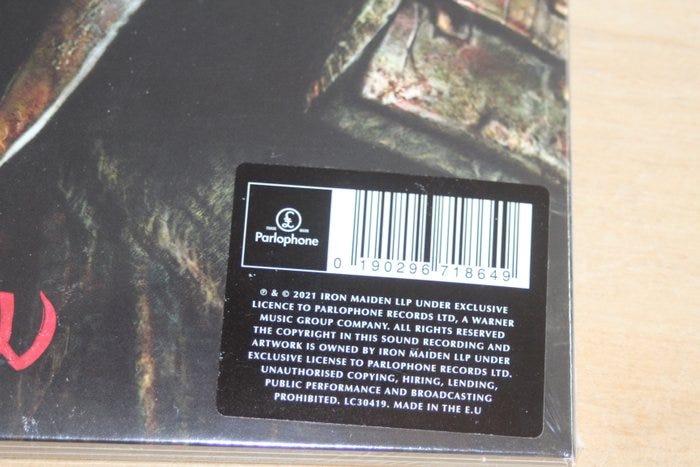 TRADE MARK
Parlophone
0 190296 718649
℗ & © 2021 IRON MAIDEN LLP UNDER EXCLUSIVE
LICENCE TO PARLOPHONE RECORDS LTD, A WARNER
MUSIC GROUP COMPANY. ALL RIGHTS RESERVED
THE COPYRIGHT IN THIS SOUND RECORDING AND
ARTWORK IS OWNED BY IRON MAIDEN LLP UNDER
EXCLUSIVE LICENSE TO PARLOPHONE RECORDS LTD.
UNAUTHORISED COPYING, HIRING, LENDING,
PUBLIC PERFORMANCE AND BROADCASTING
PROHIBITED. LC30419. MADE IN THE E.U